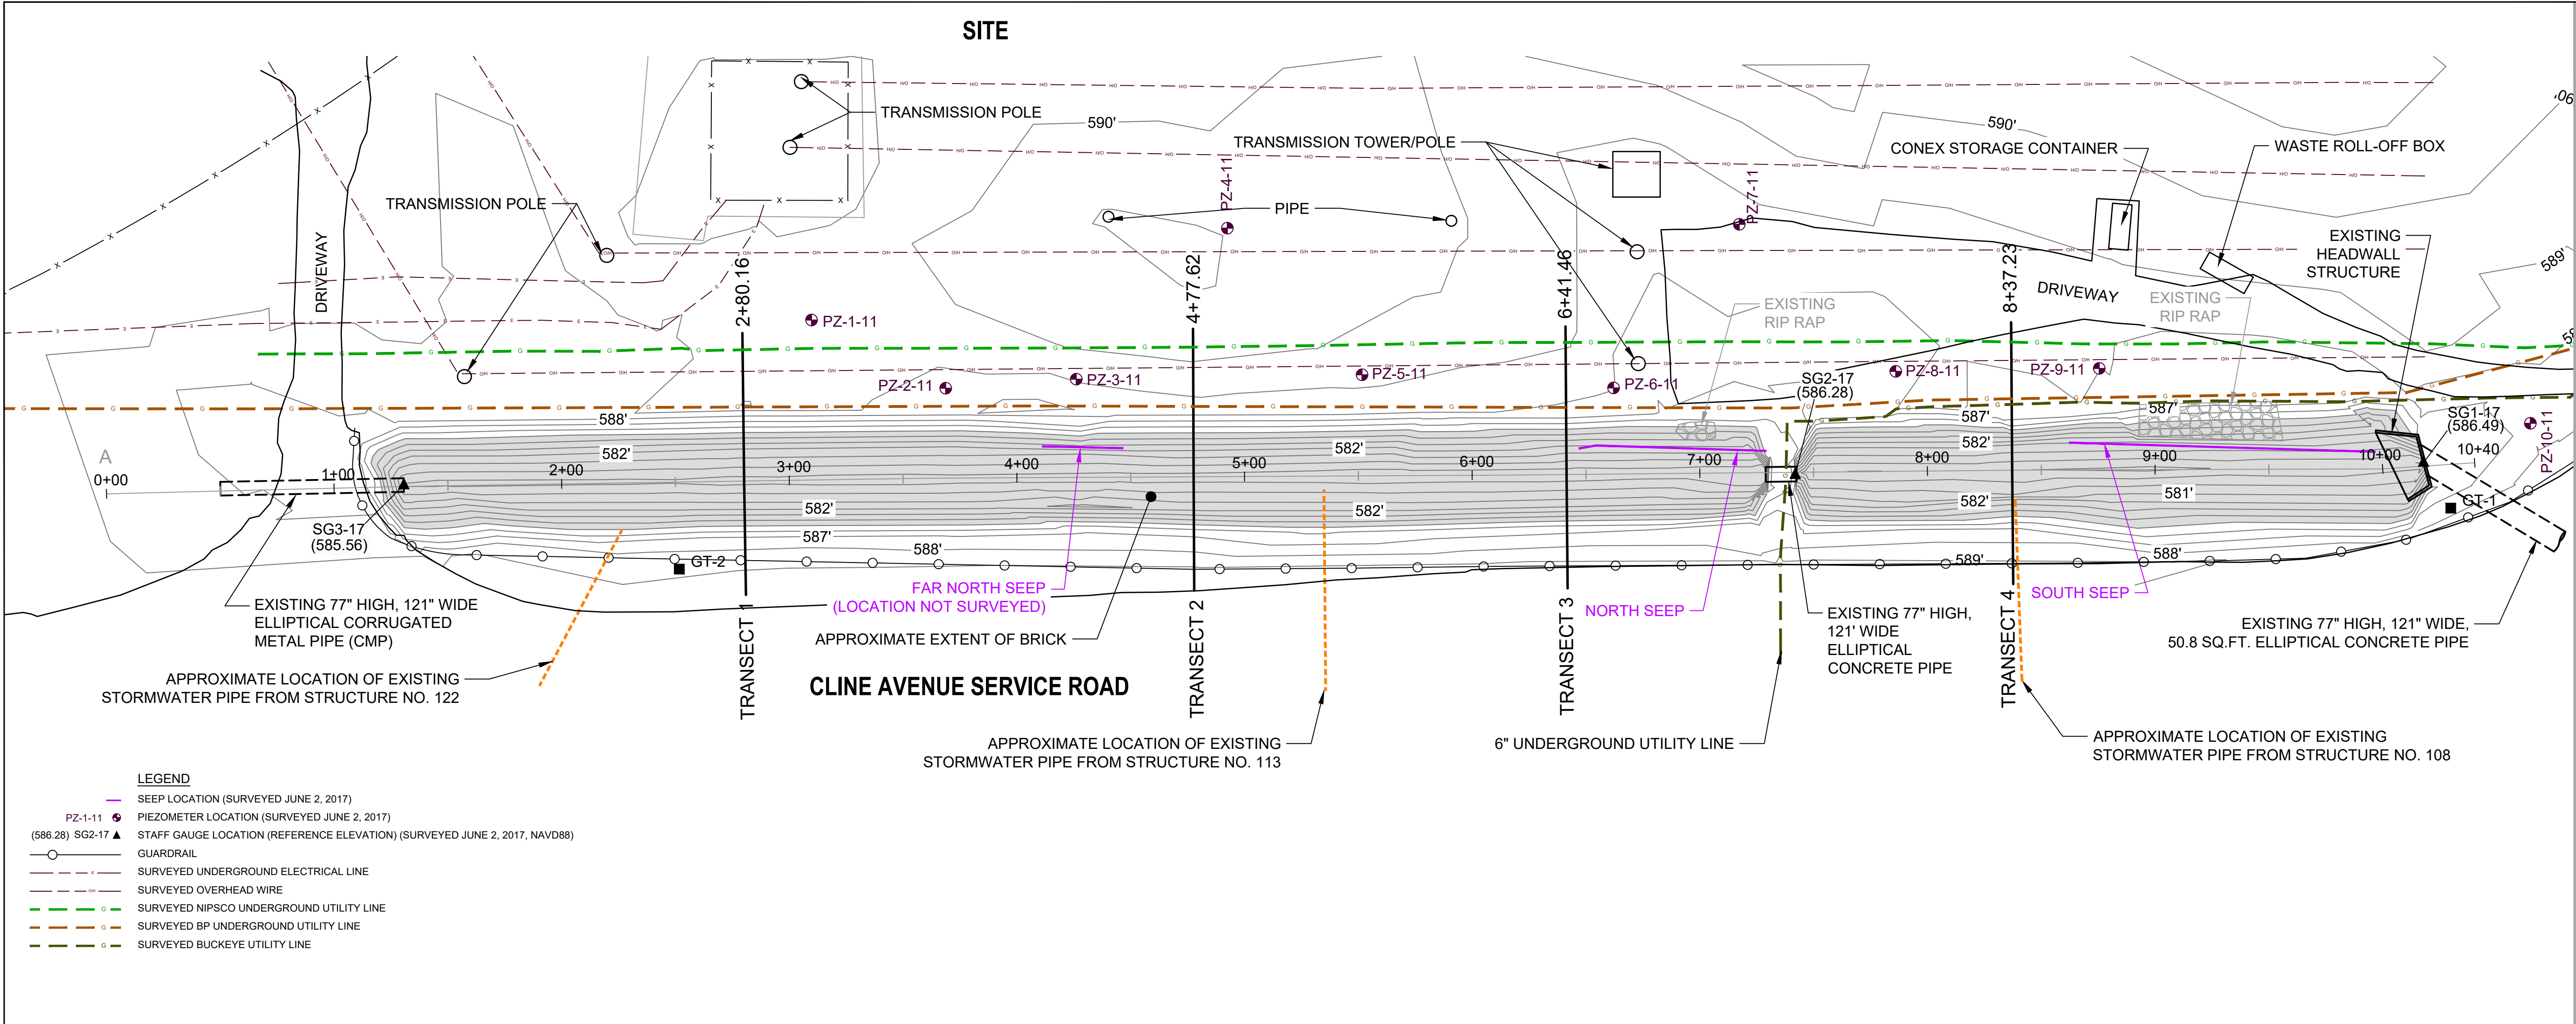 SITE
TRANSMISSION POLE
590'
TRANSMISSION TOWER/POLE
590'
CONEX STORAGE CONTAINER
WASTE ROLL-OFF BOX
TRANSMISSION POLE
PIPE
PZ-4-11
PZ-7-11
EXISTING
HEADWALL
STRUCTURE
589'
DRIVEWAY
DRIVEWAY
2+80.16
4+77.62
6+41.46
8+37.23
EXISTING
RIP RAP
EXISTING
RIP RAP
PZ-1-11
PZ-2-11
PZ-3-11
PZ-5-11
PZ-6-11
PZ-8-11
PZ-9-11
PZ-10-11
SG2-17
(586.28)
SG1-17
(586.49)
588'
587'
587'
582'
582'
582'
A
0+00
1+00
2+00
3+00
4+00
5+00
6+00
7+00
8+00
9+00
10+00
10+40
582'
582'
582'
581'
GT-1
SG3-17
(585.56)
587'
588'
589'
588'
GT-2
FAR NORTH SEEP
(LOCATION NOT SURVEYED)
NORTH SEEP
SOUTH SEEP
EXISTING 77" HIGH, 121" WIDE
ELLIPTICAL CORRUGATED
METAL PIPE (CMP)
APPROXIMATE EXTENT OF BRICK
EXISTING 77" HIGH,
121' WIDE
ELLIPTICAL
CONCRETE PIPE
EXISTING 77" HIGH, 121" WIDE,
50.8 SQ.FT. ELLIPTICAL CONCRETE PIPE
TRANSECT 1
TRANSECT 2
TRANSECT 3
TRANSECT 4
APPROXIMATE LOCATION OF EXISTING
STORMWATER PIPE FROM STRUCTURE NO. 122
CLINE AVENUE SERVICE ROAD
APPROXIMATE LOCATION OF EXISTING
STORMWATER PIPE FROM STRUCTURE NO. 113
6" UNDERGROUND UTILITY LINE
APPROXIMATE LOCATION OF EXISTING
STORMWATER PIPE FROM STRUCTURE NO. 108
LEGEND
SEEP LOCATION (SURVEYED JUNE 2, 2017)
PZ-1-11 PIEZOMETER LOCATION (SURVEYED JUNE 2, 2017)
(586.28) SG2-17 STAFF GAUGE LOCATION (REFERENCE ELEVATION) (SURVEYED JUNE 2, 2017, NAVD88)
GUARDRAIL
E SURVEYED UNDERGROUND ELECTRICAL LINE
O/H SURVEYED OVERHEAD WIRE
G SURVEYED NIPSCO UNDERGROUND UTILITY LINE
G SURVEYED BP UNDERGROUND UTILITY LINE
G SURVEYED BUCKEYE UTILITY LINE